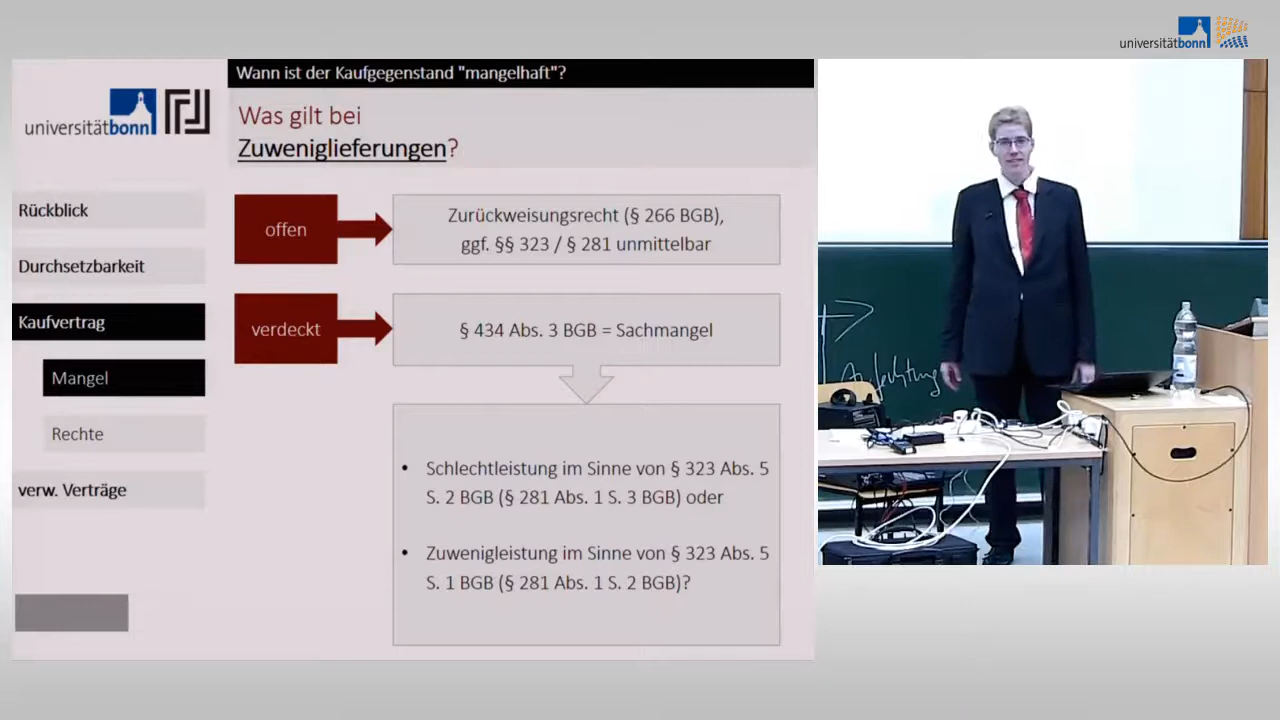 universitätbonn
Wann ist der Kaufgegenstand "mangelhaft"?
universitätbonn
Was gilt bei
Zuweniglieferungen?
Rückblick
Durchsetzbarkeit
Kaufvertrag
Mangel
Rechte
verw. Verträge
offen
Zurückweisungsrecht (§ 266 BGB),
ggf. §§ 323 / § 281 unmittelbar
verdeckt
§ 434 Abs. 3 BGB = Sachmangel
• Schlechtleistung im Sinne von § 323 Abs. 5
S. 2 BGB (§ 281 Abs. 1 S. 3 BGB) oder
• Zuwenigleistung im Sinne von § 323 Abs. 5
S. 1 BGB (§ 281 Abs. 1 S. 2 BGB)?
Anfechtung